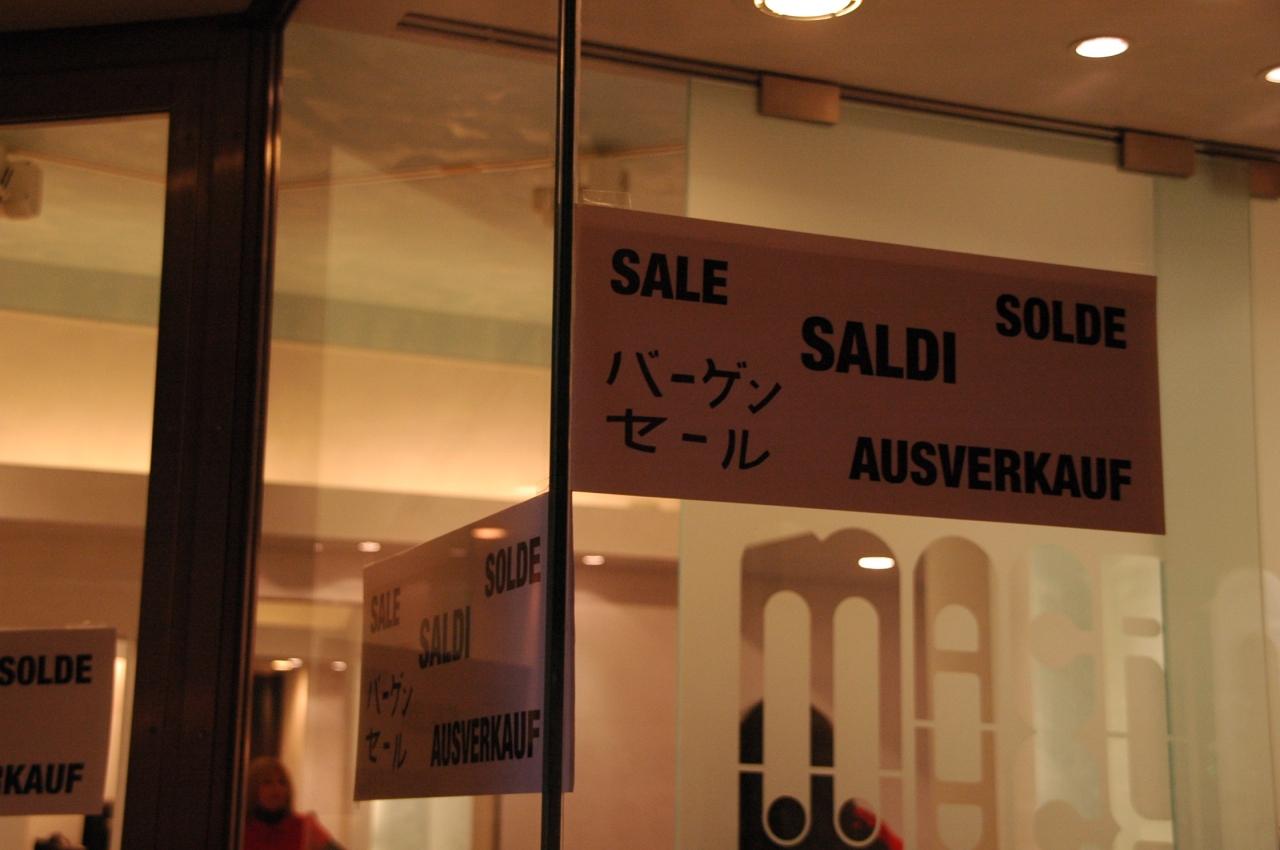 SALE
SOLDE
SALDI
バーゲン
セール
AUSVERKAUF
SALE
SOLDE
SALDI
バーゲン
セール
AUSVERKAUF
SOLDE
RKAUF